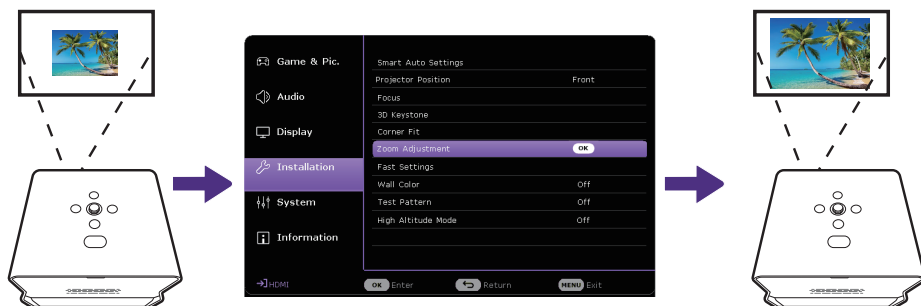 Game & Pic.
Audio
Display
Installation
System
Information
Smart Auto Settings
Projector Position Front
Focus
3D Keystone
Corner Fit
Zoom Adjustment OK
Fast Settings
Wall Color Off
Test Pattern Off
High Altitude Mode Off
HDMI OK Enter Return MENU Exit